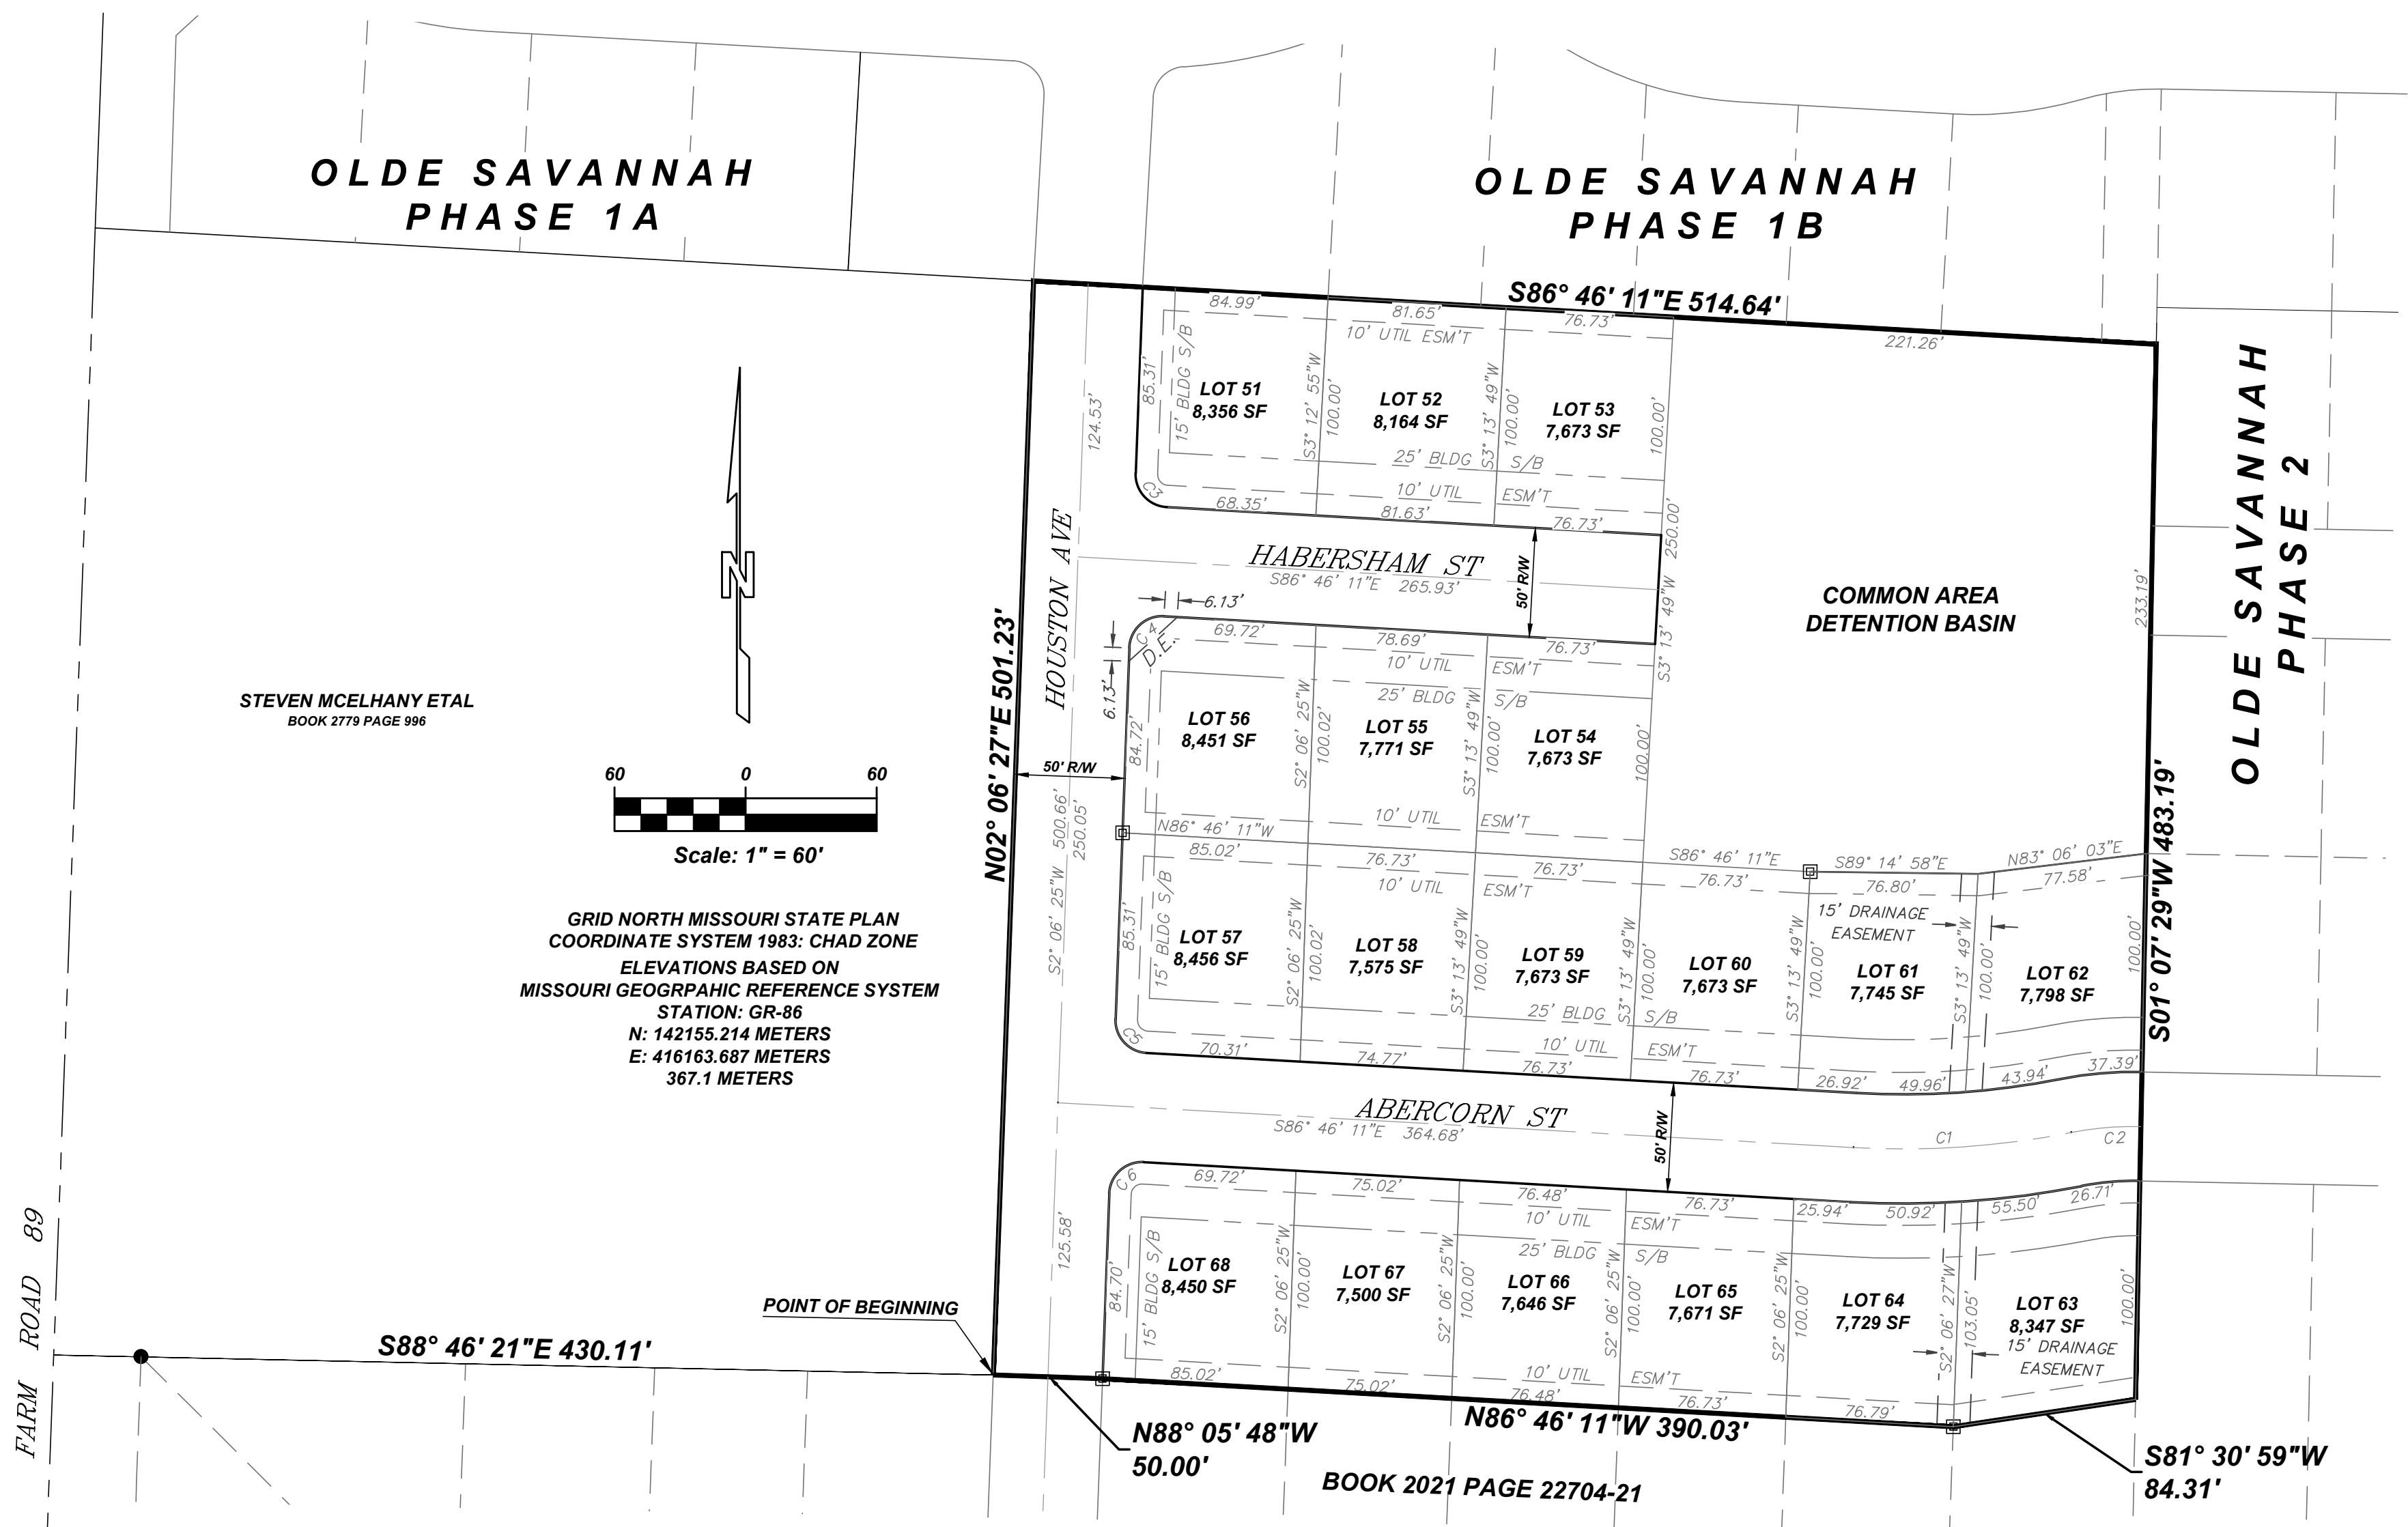 OLDE SAVANNAH
PHASE 1A
OLDE SAVANNAH
PHASE 1B
OLDE SAVANNAH
PHASE 2
S86° 46' 11"E 514.64'
84.99'
81.65'
76.73'
221.26'
10' UTIL ESM'T
85.31'
15' BLDG S/B
LOT 51
8,356 SF
S3° 12' 55"W
100.00'
LOT 52
8,164 SF
S3° 13' 49"W
100.00'
LOT 53
7,673 SF
100.00'
124.53'
25' BLDG S/B
10' UTIL ESM'T
C3
68.35'
81.63'
76.73'
250.00'
S3° 13' 49"W
HOUSTON AVE
HABERSHAM ST
S86° 46' 11"E 265.93'
50' R/W
COMMON AREA
DETENTION BASIN
233.19'
6.13'
6.13'
C4
D.E.
69.72'
78.69'
76.73'
10' UTIL ESM'T
25' BLDG S/B
N02° 06' 27"E 501.23'
STEVEN MCELHANY ETAL
BOOK 2779 PAGE 996
N
84.72'
LOT 56
8,451 SF
S2° 06' 25"W
100.02'
LOT 55
7,771 SF
S3° 13' 49"W
100.00'
LOT 54
7,673 SF
100.00'
60 0 60
Scale: 1" = 60'
50' R/W
S2° 06' 25"W 500.66'
250.05'
10' UTIL ESM'T
N86° 46' 11"W
85.02'
76.73'
76.73'
S86° 46' 11"E
76.73'
S89° 14' 58"E
76.80'
N83° 06' 03"E
77.58'
10' UTIL ESM'T
15' DRAINAGE
EASEMENT
S01° 07' 29"W 483.19'
GRID NORTH MISSOURI STATE PLAN
COORDINATE SYSTEM 1983: CHAD ZONE
ELEVATIONS BASED ON
MISSOURI GEOGRPAHIC REFERENCE SYSTEM
STATION: GR-86
N: 142155.214 METERS
E: 416163.687 METERS
367.1 METERS
85.31'
15' BLDG S/B
LOT 57
8,456 SF
S2° 06' 25"W
100.02'
LOT 58
7,575 SF
S3° 13' 49"W
100.00'
LOT 59
7,673 SF
S3° 13' 49"W
100.00'
LOT 60
7,673 SF
S3° 13' 49"W
100.00'
LOT 61
7,745 SF
S3° 13' 49"W
100.00'
LOT 62
7,798 SF
100.00'
25' BLDG S/B
10' UTIL ESM'T
C5
70.31'
74.77'
76.73'
76.73'
26.92'
49.96'
43.94'
37.39'
ABERCORN ST
S86° 46' 11"E 364.68'
50' R/W
C1
C2
C6
69.72'
75.02'
76.48'
76.73'
25.94'
50.92'
55.50'
26.71'
10' UTIL ESM'T
25' BLDG S/B
125.58'
84.70'
15' BLDG S/B
LOT 68
8,450 SF
S2° 06' 25"W
100.00'
LOT 67
7,500 SF
S2° 06' 25"W
100.00'
LOT 66
7,646 SF
S2° 06' 25"W
100.00'
LOT 65
7,671 SF
S2° 06' 25"W
100.00'
LOT 64
7,729 SF
S2° 06' 27"W
103.05'
LOT 63
8,347 SF
15' DRAINAGE
EASEMENT
100.00'
10' UTIL ESM'T
85.02'
75.02'
76.48'
76.73'
76.79'
POINT OF BEGINNING
FARM ROAD 89
S88° 46' 21"E 430.11'
N88° 05' 48"W
50.00'
N86° 46' 11"W 390.03'
S81° 30' 59"W
84.31'
BOOK 2021 PAGE 22704-21